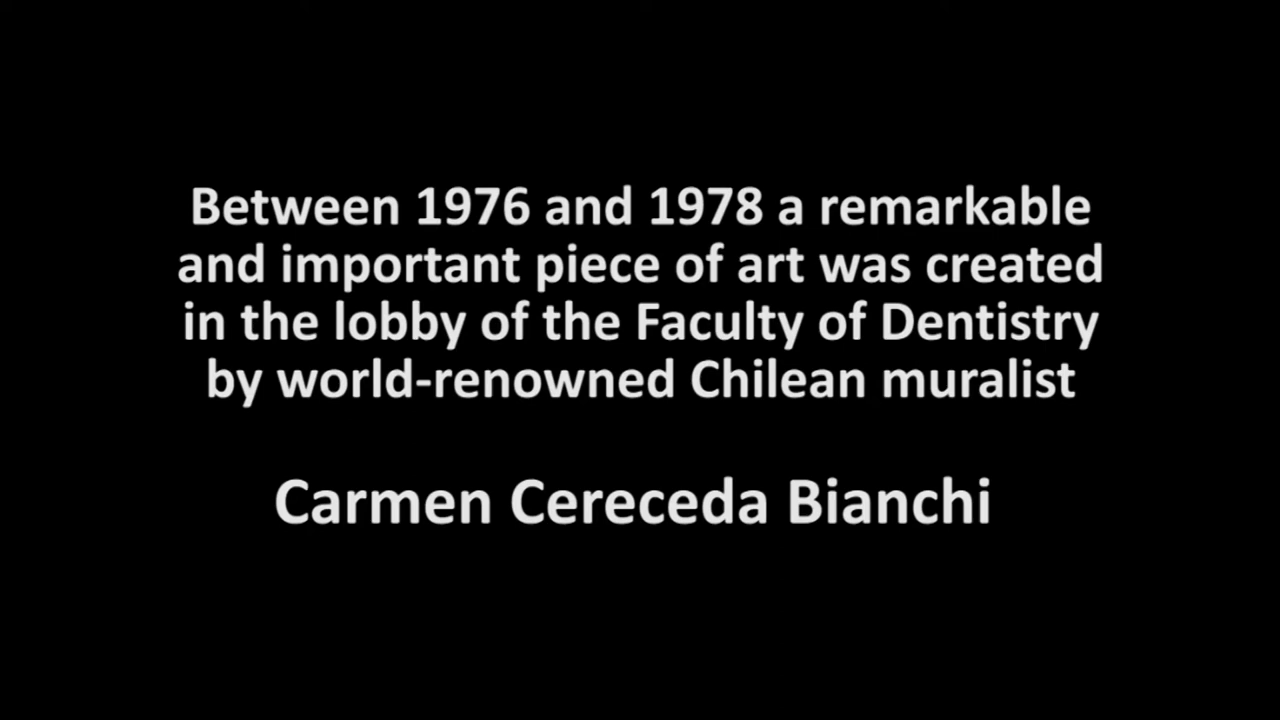 Between 1976 and 1978 a remarkable
and important piece of art was created
in the lobby of the Faculty of Dentistry
by world-renowned Chilean muralist
Carmen Cereceda Bianchi